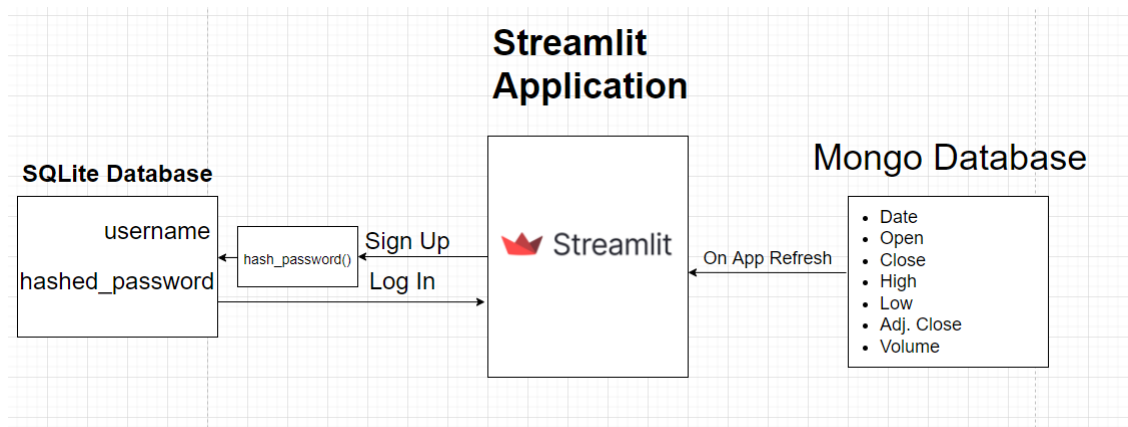 Streamlit
Application
SQLite Database
username
hashed_password
hash_password()
Sign Up
Log In
Streamlit
On App Refresh
Mongo Database
Date
Open
Close
High
Low
Adj. Close
Volume